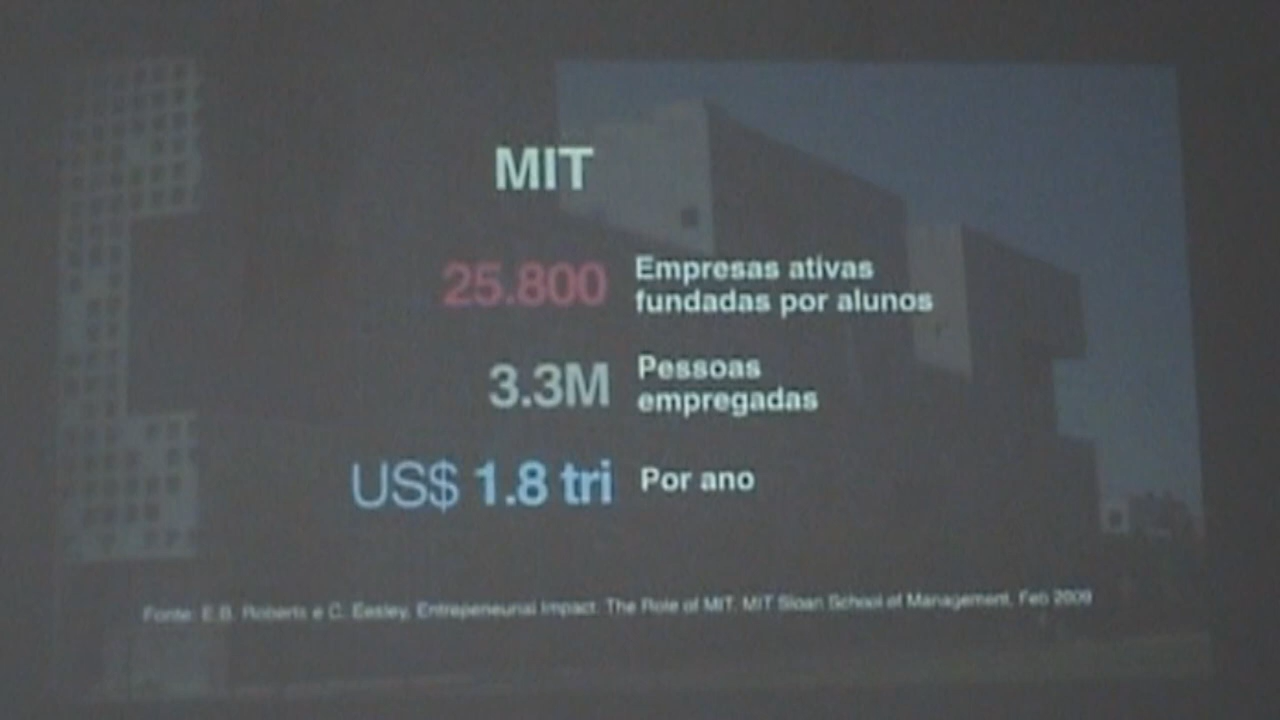 MIT
25.800 Empresas ativas
fundadas por alunos
3.3M Pessoas
empregadas
US$ 1.8 tri Por ano
Fonte: E.B. Roberts e C. Eesley, Entrepeneurial Impact: The Role of MIT. MIT Sloan School of Management, Feb 2009